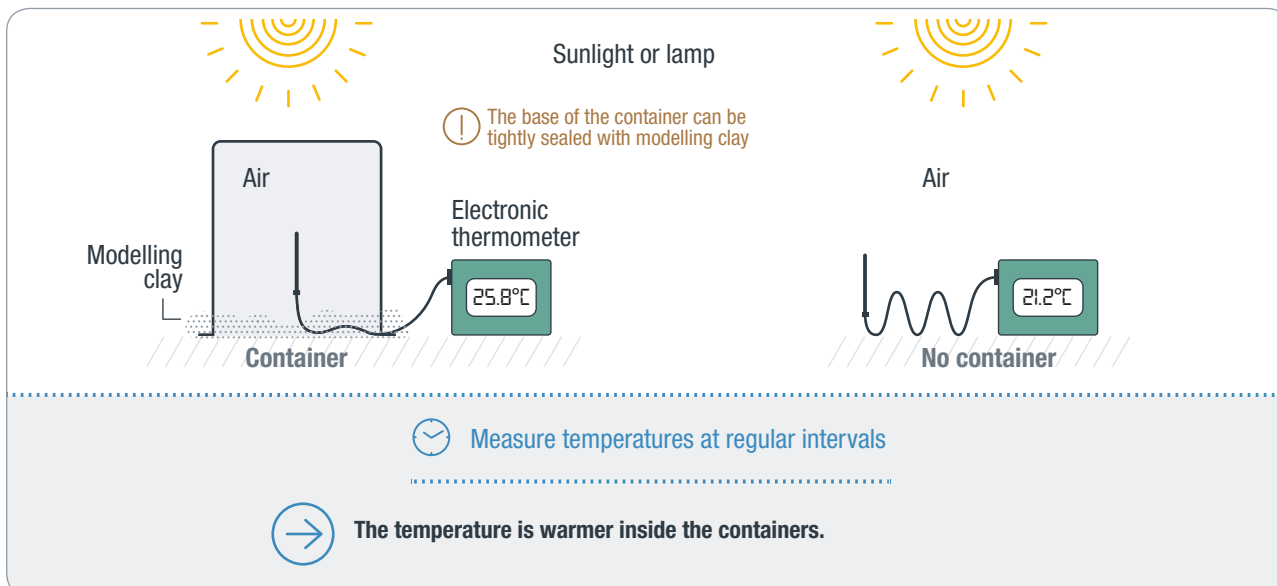 Sunlight or lamp
The base of the container can be
tightly sealed with modelling clay
Air
Air
Electronic
thermometer
Modelling
clay
25.8°C
21.2°C
Container
No container
Measure temperatures at regular intervals
The temperature is warmer inside the containers.